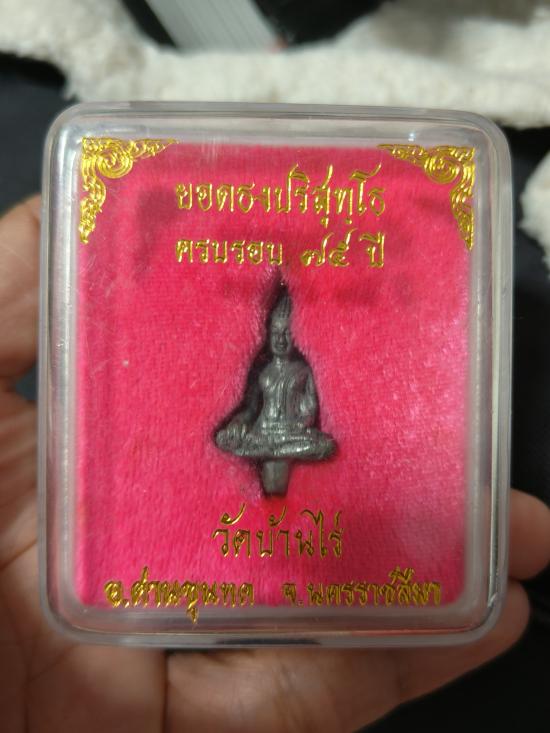 ยอดธงปริสุทฺโธ
ครบรอบ ๗๕ ปี
วัดบ้านไร่
อ.ด่านขุนทด จ.นครราชสีมา